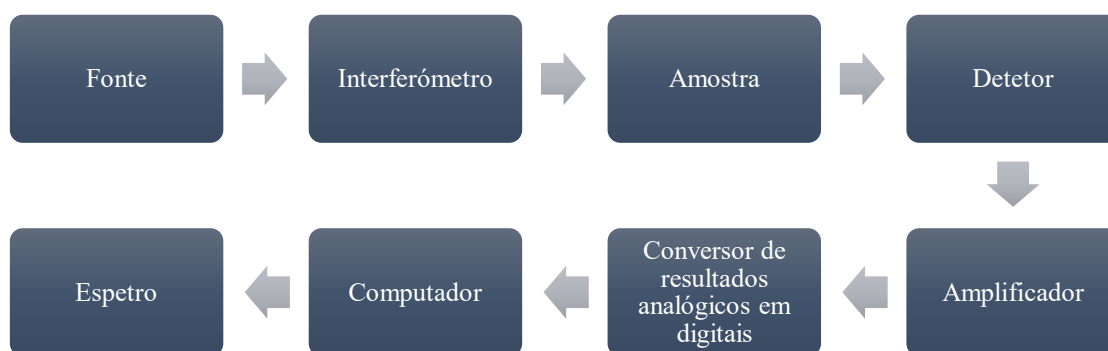 Fonte
Interferómetro
Amostra
Detetor
Amplificador
Conversor de
resultados
analógicos em
digitais
Computador
Espetro